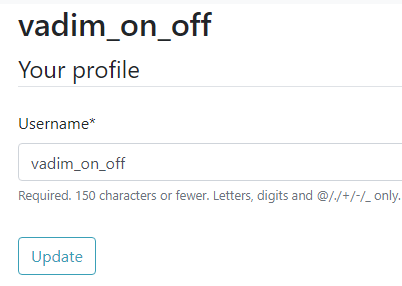 vadim_on_off
Your profile
Username*
vadim_on_off
Required. 150 characters or fewer. Letters, digits and @/./+/-/_ only.
Update